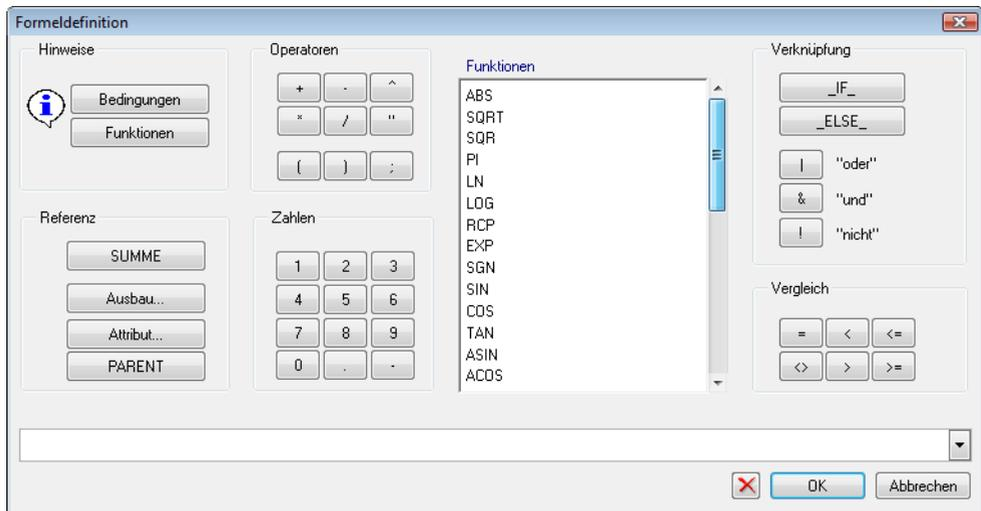 Formeldefinition
Hinweise
Bedingungen
Funktionen
Operatoren
+ - ^
* / "
( ) ;
Funktionen
ABS
SQRT
SQR
PI
LN
LOG
RCP
EXP
SGN
SIN
COS
TAN
ASIN
ACOS
Verknüpfung
_IF_
_ELSE_
| "oder"
& "und"
! "nicht"
Referenz
SUMME
Ausbau...
Attribut...
PARENT
Zahlen
1 2 3
4 5 6
7 8 9
0 . -
Vergleich
= < <=
<> > >=
OK
Abbrechen